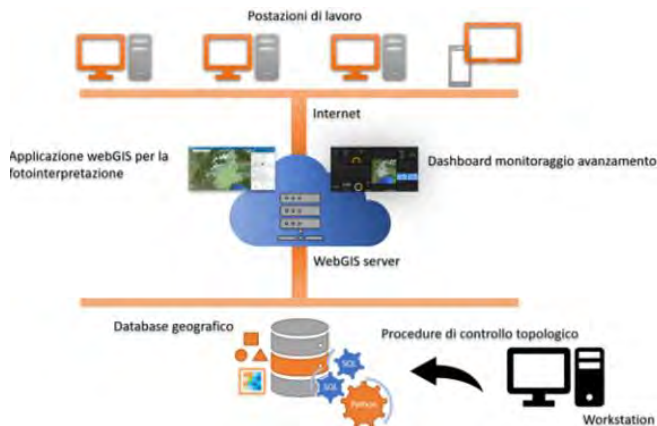 Postazioni di lavoro
Internet
Applicazione webGIS per la
fotointerpretazione
Dashboard monitoraggio avanzamento
WebGIS server
Database geografico
Procedure di controllo topologico
SQL
SQL
Python
Workstation